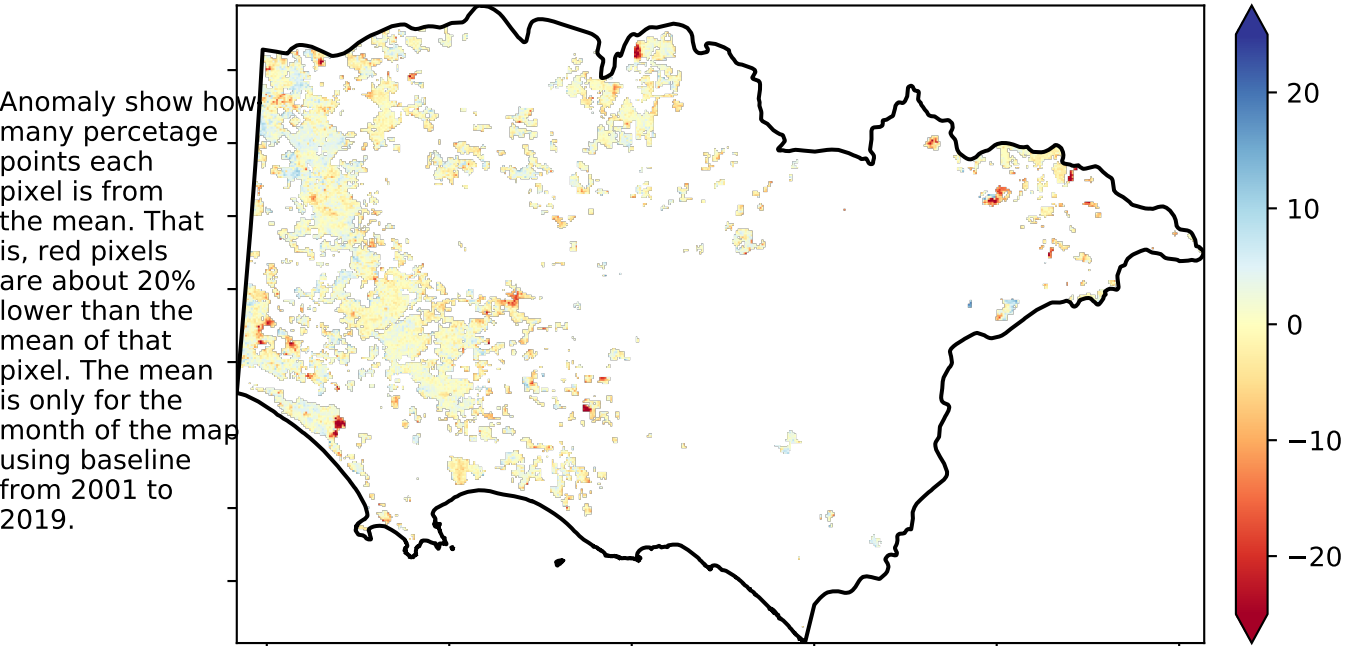 Anomaly show how
many percetage
points each
pixel is from
the mean. That
is, red pixels
are about 20%
lower than the
mean of that
pixel. The mean
is only for the
month of the map
using baseline
from 2001 to
2019.
20
10
0
−10
−20